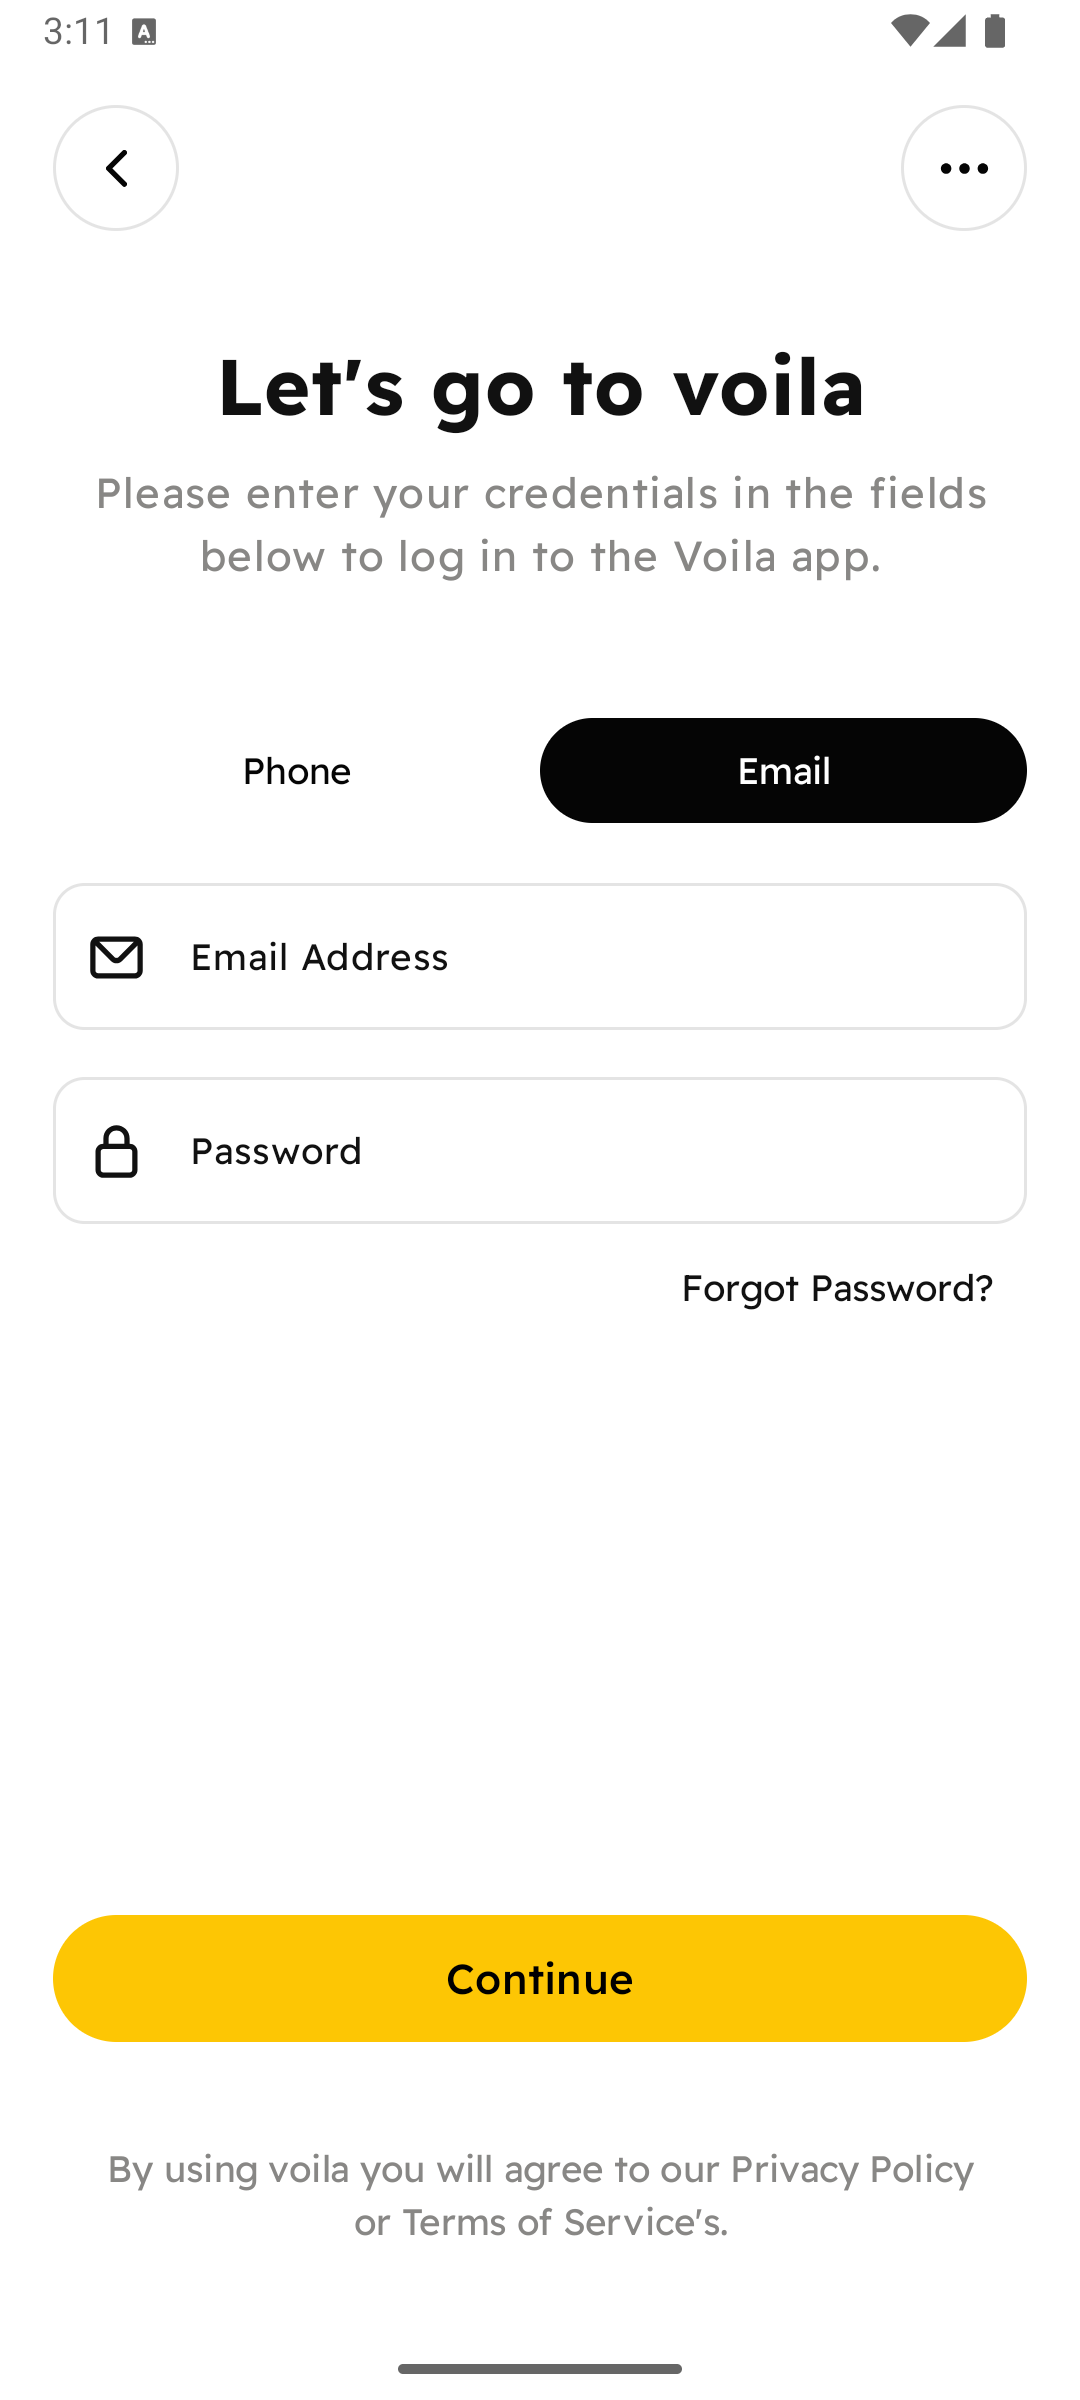 3:11
Let's go to voila
Please enter your credentials in the fields
below to log in to the Voila app.
Phone
Email
Email Address
Password
Forgot Password?
Continue
By using voila you will agree to our Privacy Policy
or Terms of Service's.